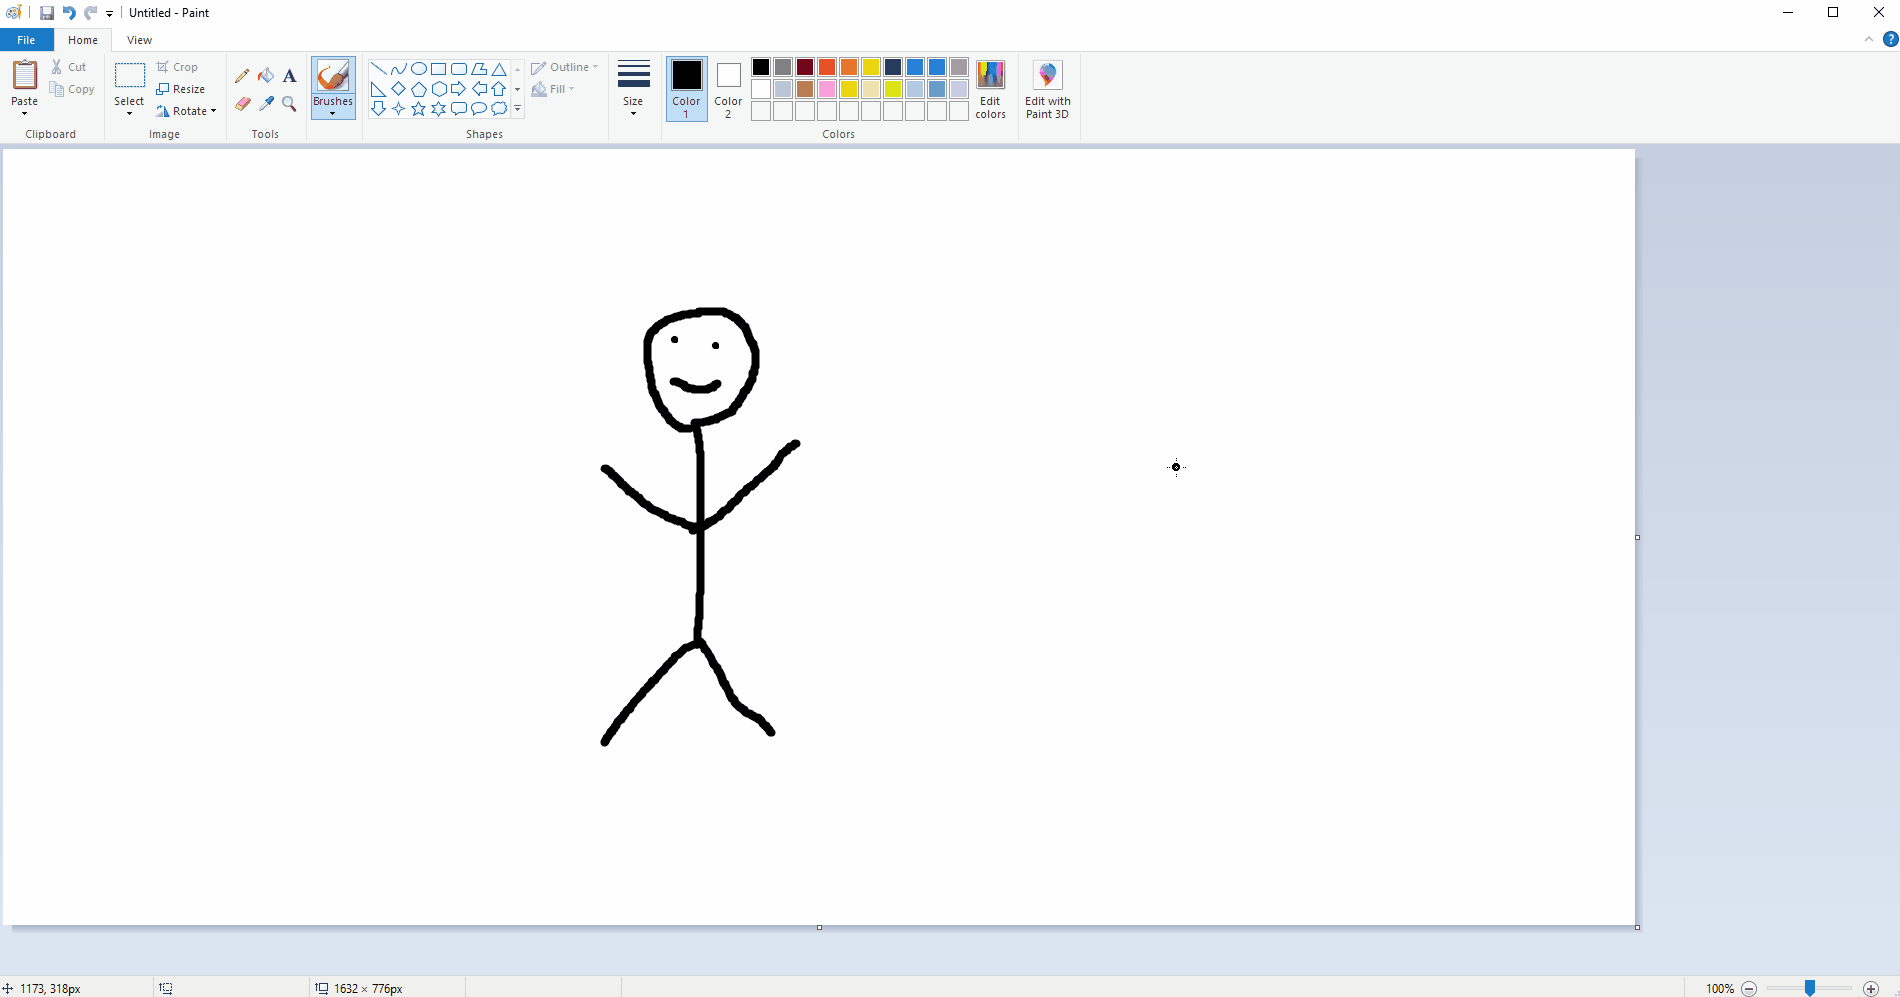 Untitled - Paint
File Home View ?
Paste
Cut
Copy
Clipboard
Select
Crop
Resize
Rotate
Image
A
Tools
Brushes
Outline
Fill
Shapes
Size
Color
1
Color
2
Edit
colors
Colors
Edit with
Paint 3D
1173, 318px 1632 × 776px 100%